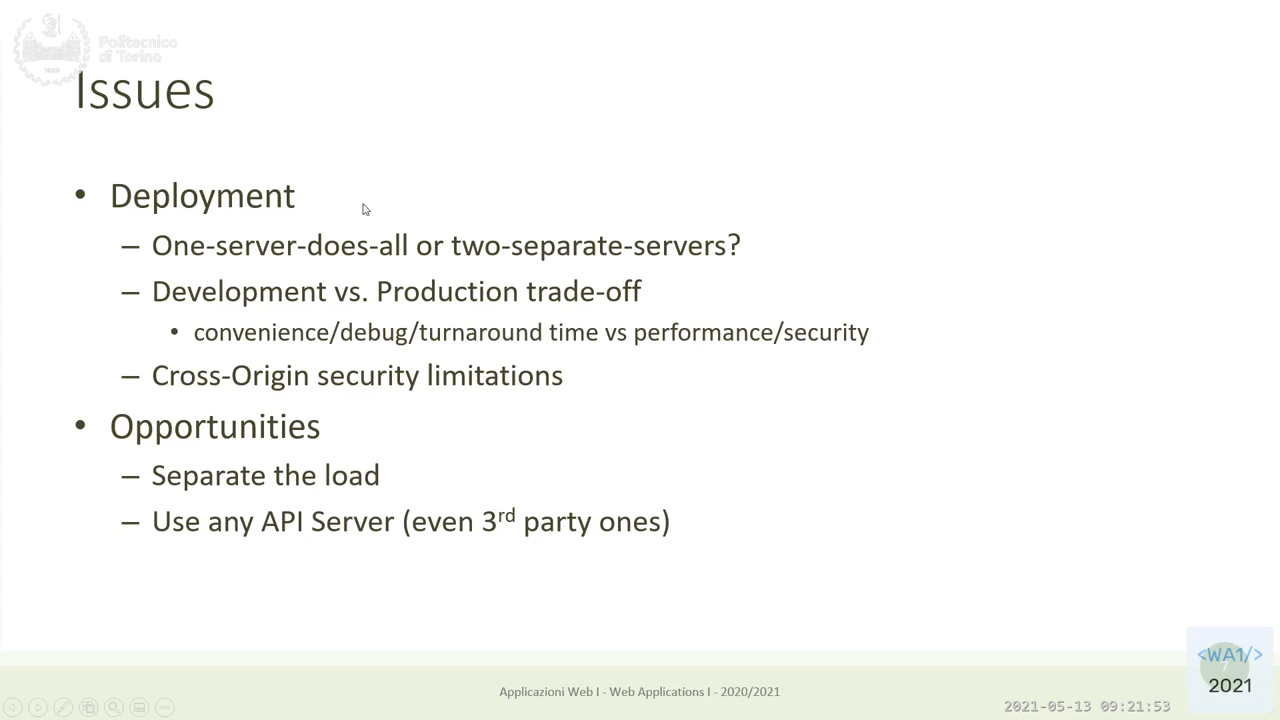 Politecnico
di Torino
Issues
• Deployment
– One-server-does-all or two-separate-servers?
– Development vs. Production trade-off
• convenience/debug/turnaround time vs performance/security
– Cross-Origin security limitations
• Opportunities
– Separate the load
– Use any API Server (even 3rd party ones)
<WA1/>
7
2021
Applicazioni Web I - Web Applications I - 2020/2021
2021-05-13 09:21:53